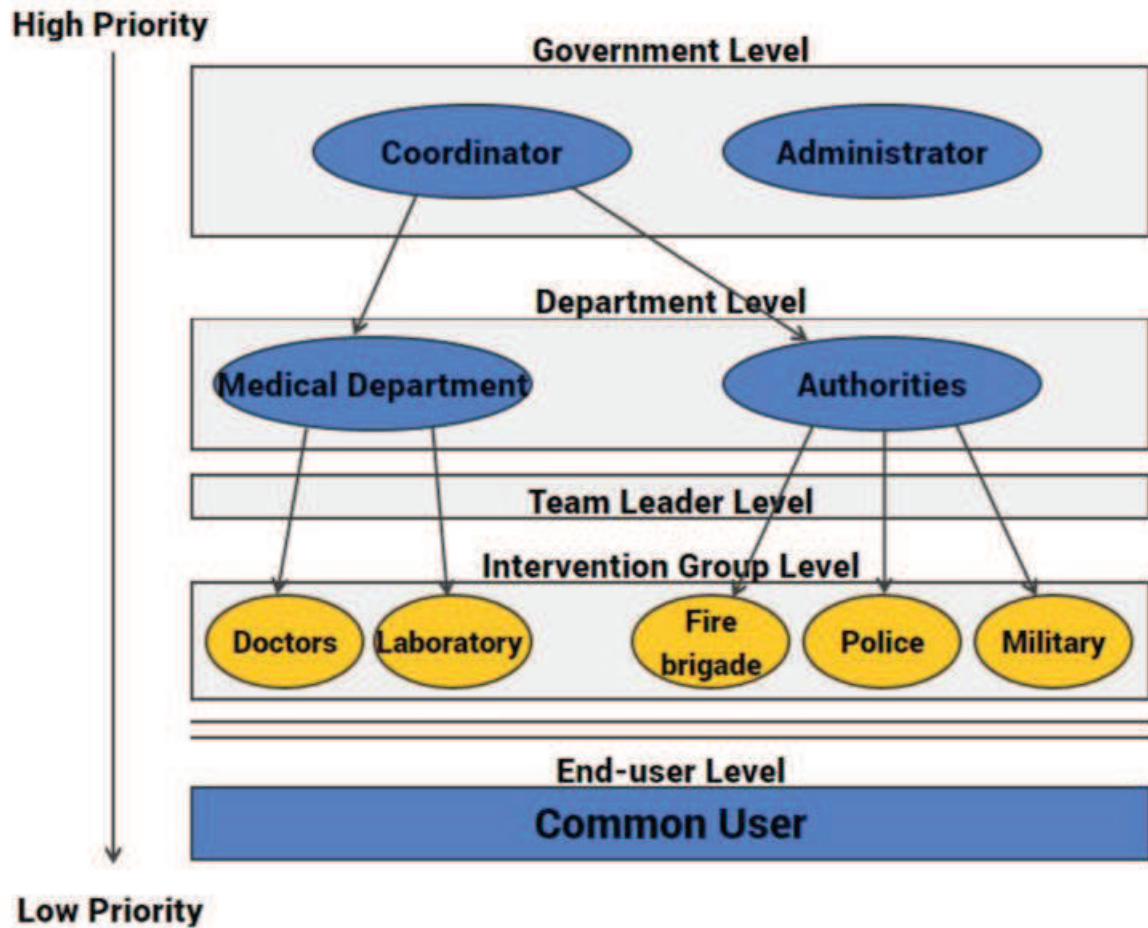 High Priority
Government Level
Coordinator
Administrator
Department Level
Medical Department
Authorities
Team Leader Level
Intervention Group Level
Doctors
Laboratory
Fire
brigade
Police
Military
End-user Level
Common User
Low Priority